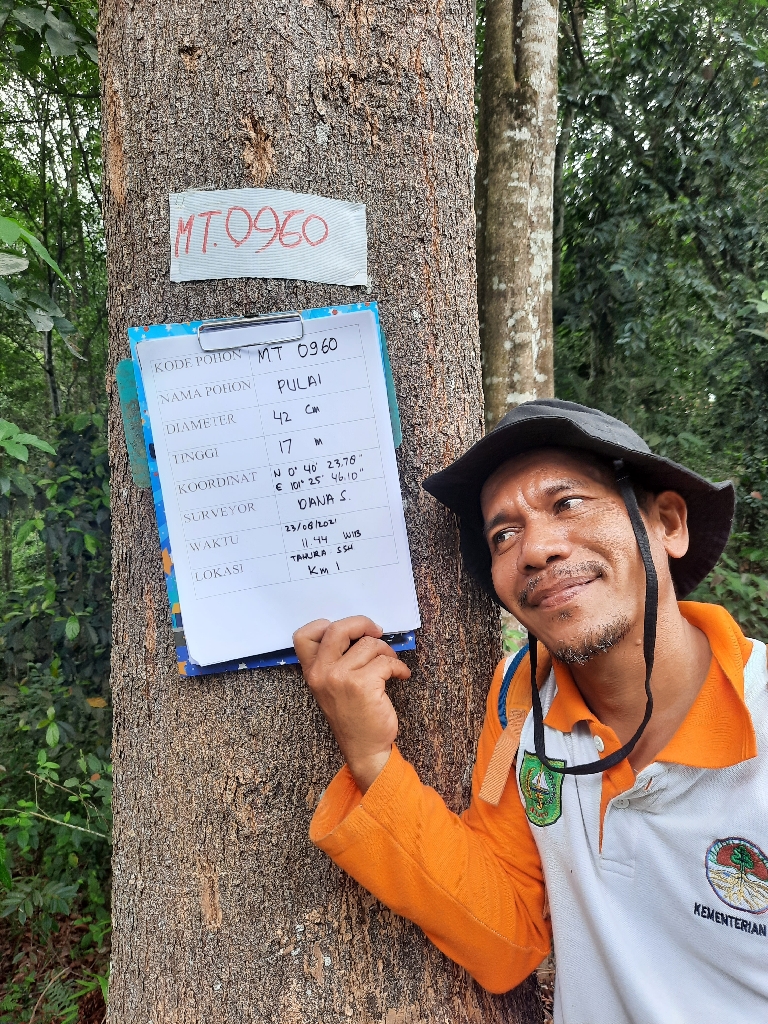 MT.0960
KODE POHON MT 0960
NAMA POHON PULAI
DIAMETER 42 Cm
TINGGI 17 m
KOORDINAT N 0° 40' 23.76" E 101° 25' 46.10"
SURVEYOR DANA S.
WAKTU 23/08/2021 11.44 WIB
LOKASI TAHURA SSH Km 1
KEMENTERIAN